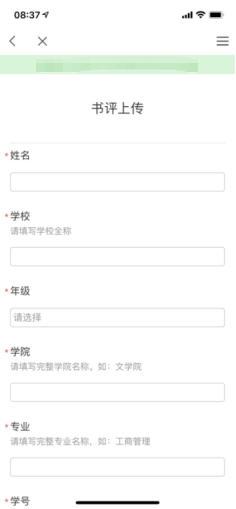 08:37
书评上传
*姓名
*学校
请填写学校全称
*年级
请选择
*学院
请填写完整学院名称，如：文学院
*专业
请填写完整专业名称，如：工商管理
*学号